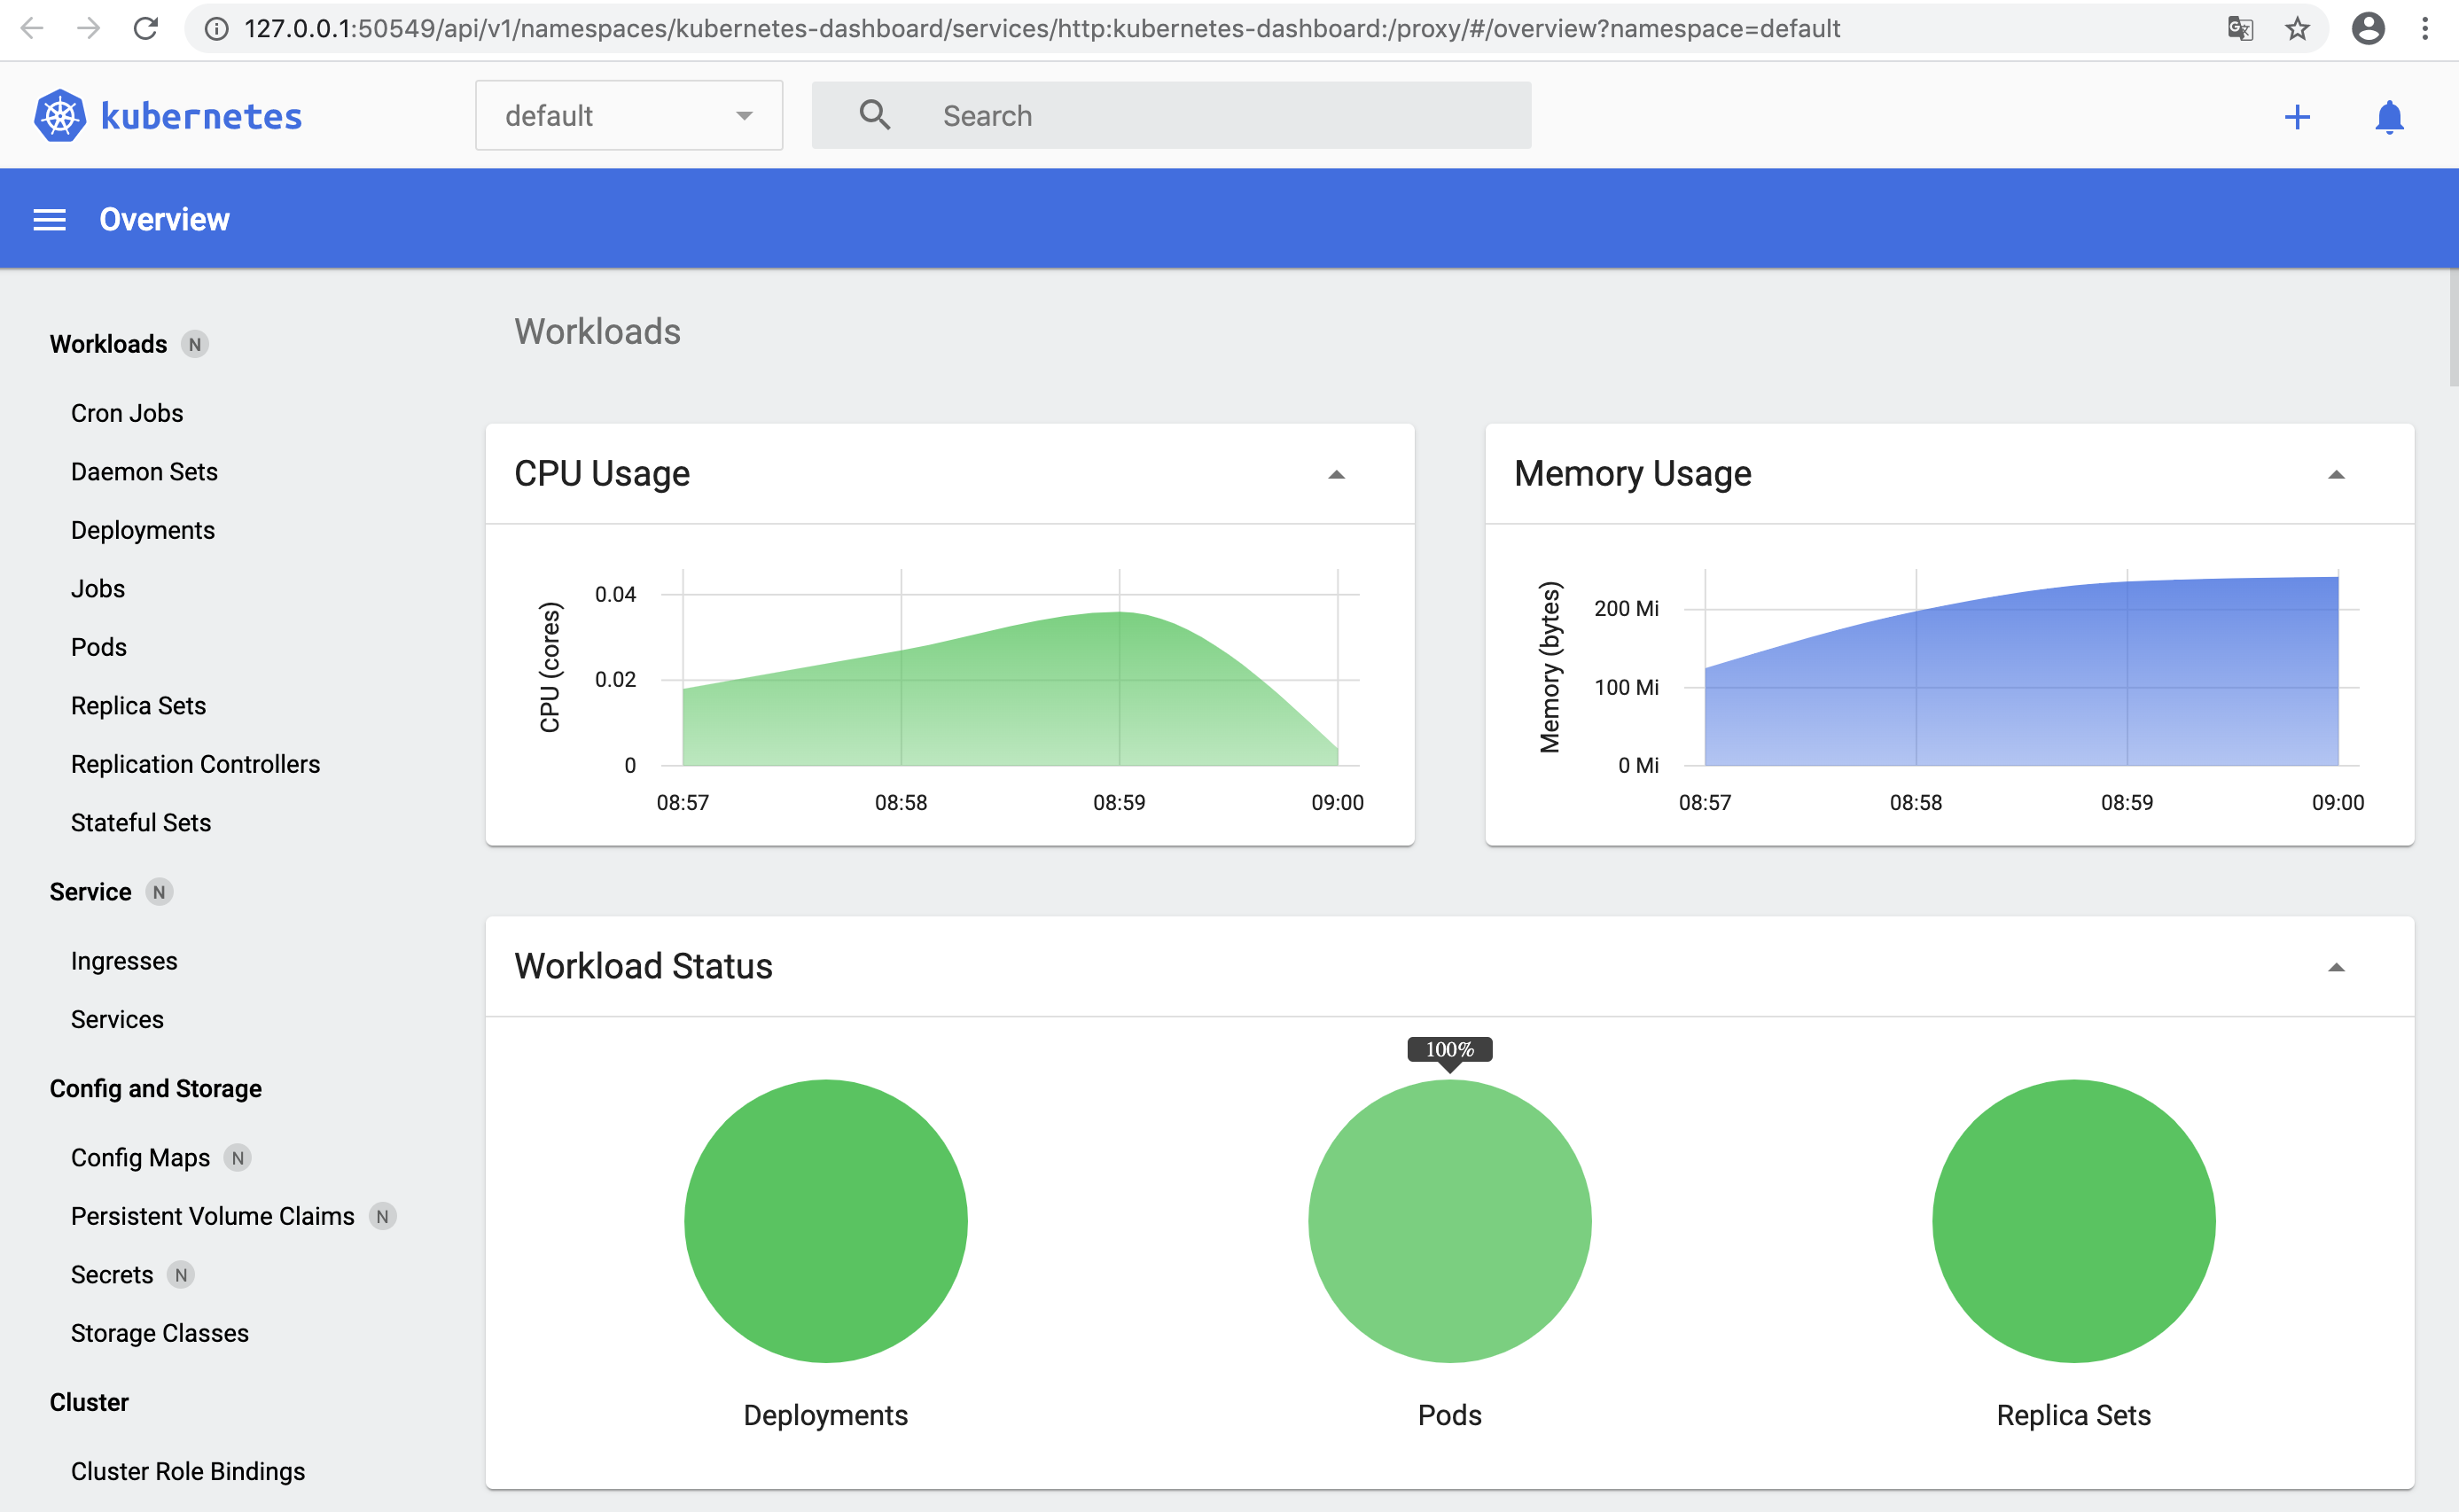 127.0.0.1:50549/api/v1/namespaces/kubernetes-dashboard/services/http:kubernetes-dashboard:/proxy/#/overview?namespace=default
kubernetes
default
Search
Overview
Workloads N
Cron Jobs
Daemon Sets
Deployments
Jobs
Pods
Replica Sets
Replication Controllers
Stateful Sets
Service N
Ingresses
Services
Config and Storage
Config Maps N
Persistent Volume Claims N
Secrets N
Storage Classes
Cluster
Cluster Role Bindings
Workloads
CPU Usage
CPU (cores)
0.04
0.02
0
08:57 08:58 08:59 09:00
Memory Usage
Memory (bytes)
200 Mi
100 Mi
0 Mi
08:57 08:58 08:59 09:00
Workload Status
100%
Deployments Pods Replica Sets